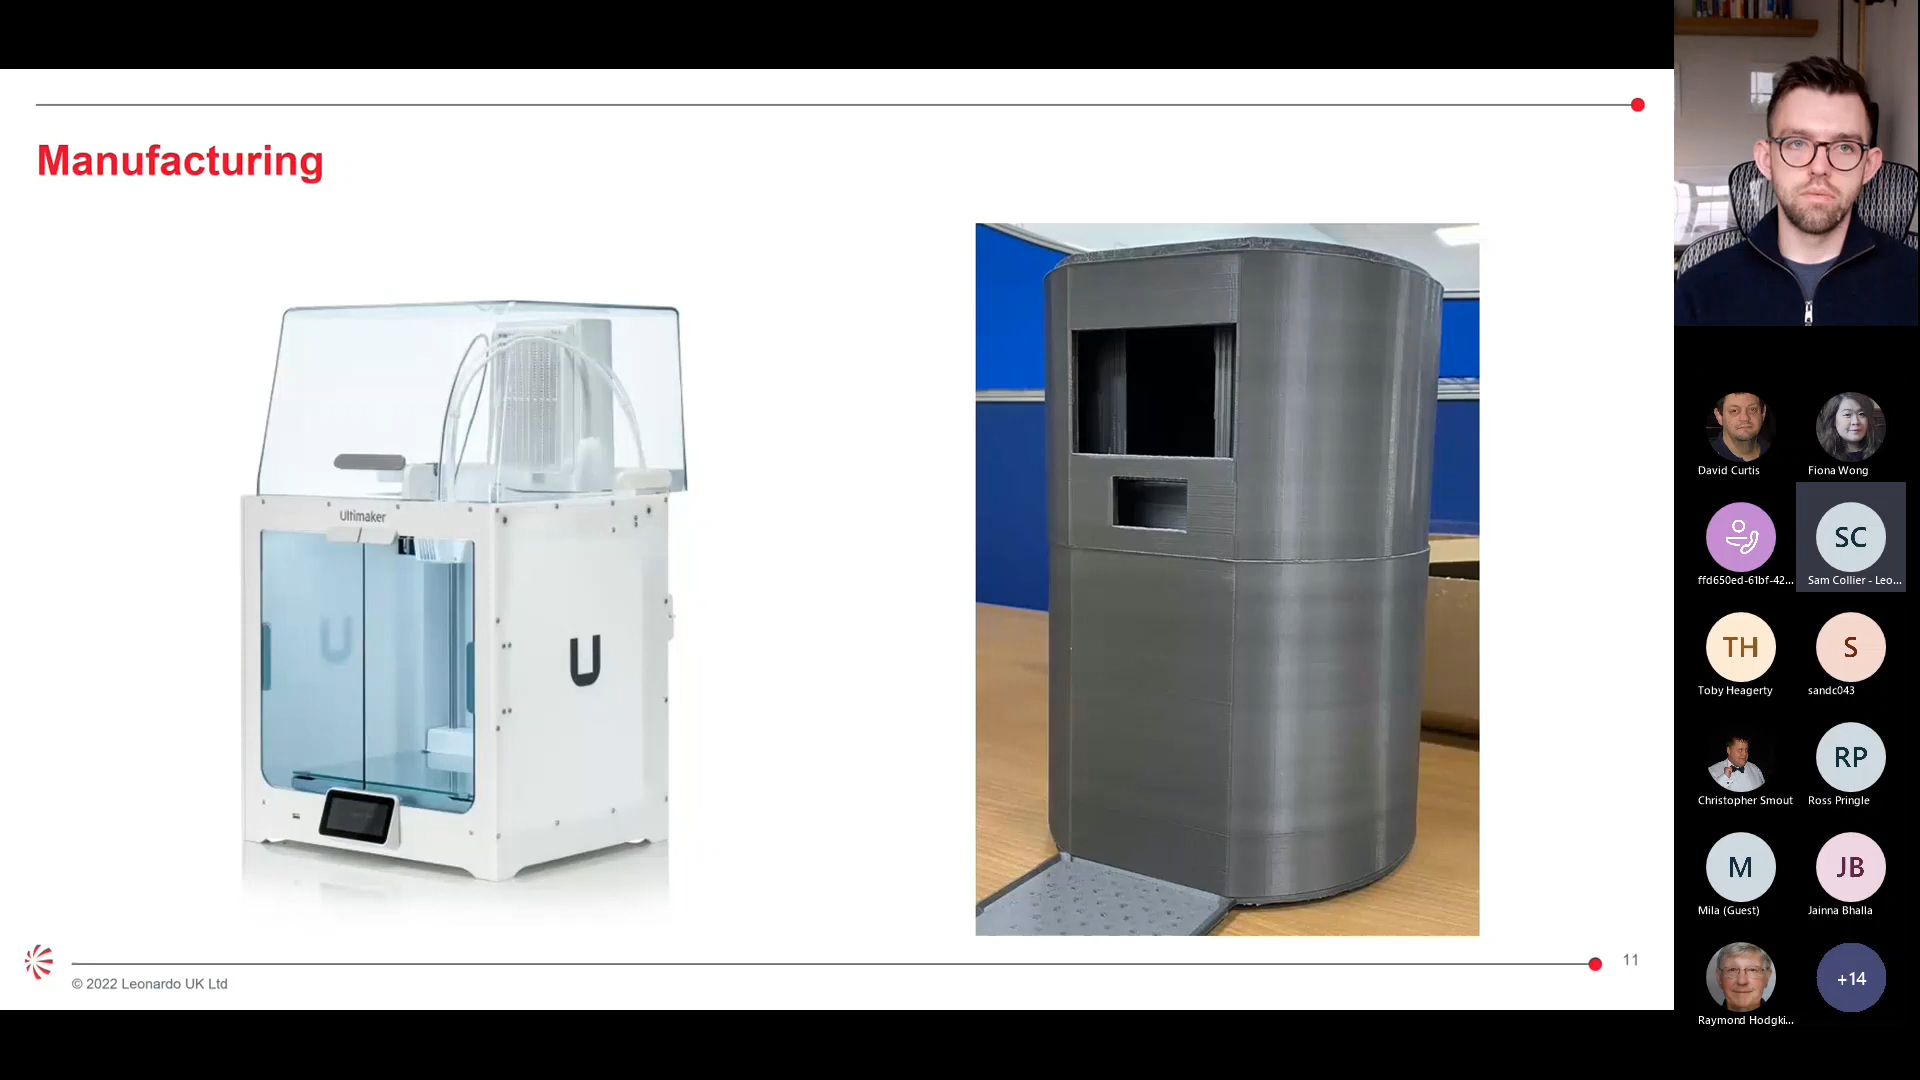 Manufacturing
Ultimaker
U
U
© 2022 Leonardo UK Ltd
11
David Curtis
Fiona Wong
ffd650ed-61bf-42...
SC
Sam Collier - Leo...
TH
Toby Heagerty
S
sandc043
Christopher Smout
RP
Ross Pringle
M
Mila (Guest)
JB
Jainna Bhalla
Raymond Hodgki...
+14